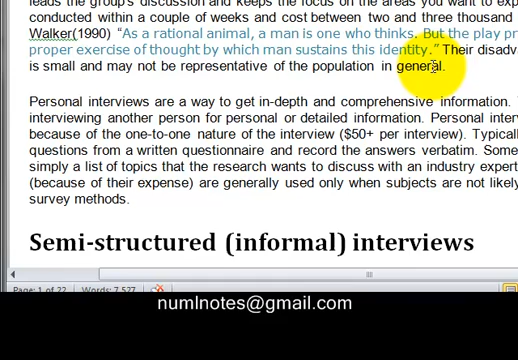 leads the group's discussion and keeps the focus on the areas you want to exp
conducted within a couple of weeks and cost between two and three thousand
Walker(1990) "As a rational animal, a man is one who thinks. But the play pr
proper exercise of thought by which man sustains this identity." Their disadv
is small and may not be representative of the population in general.
Personal interviews are a way to get in-depth and comprehensive information.
interviewing another person for personal or detailed information. Personal interv
because of the one-to-one nature of the interview ($50+ per interview). Typicall
questions from a written questionnaire and record the answers verbatim. Some
simply a list of topics that the research wants to discuss with an industry expert
(because of their expense) are generally used only when subjects are not likely
survey methods.
Semi-structured (informal) interviews
Page: 1 of 22 Words: 7,527
numlnotes@gmail.com